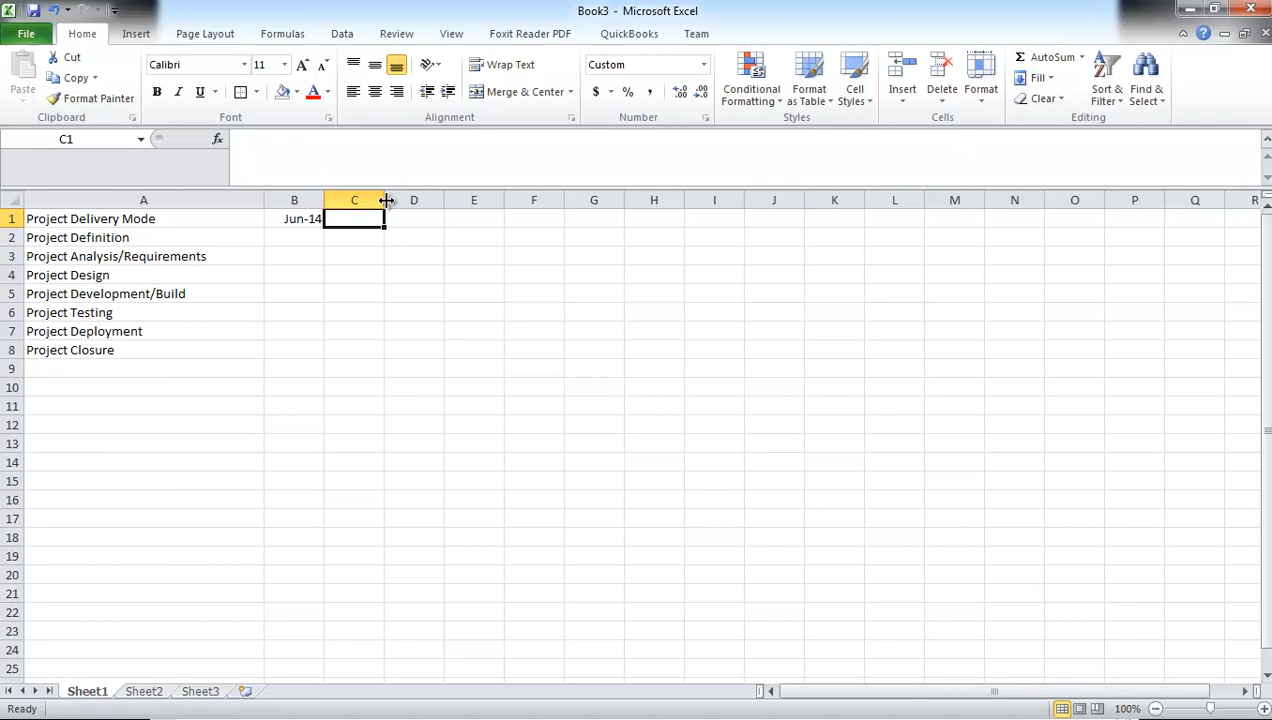 Book3 - Microsoft Excel
File Home Insert Page Layout Formulas Data Review View Foxit Reader PDF QuickBooks Team
Paste
Cut
Copy
Format Painter
Clipboard
Calibri 11
B I U A
Font
Wrap Text
Merge & Center
Alignment
Custom
$ % ,
Number
Conditional Formatting
Format as Table
Cell Styles
Styles
Insert Delete Format
Cells
Σ AutoSum
Fill
Clear
Sort & Filter
Find & Select
Editing
C1 fx
A B C D E F G H I J K L M N O P Q R
1 Project Delivery Mode Jun-14
2 Project Definition
3 Project Analysis/Requirements
4 Project Design
5 Project Development/Build
6 Project Testing
7 Project Deployment
8 Project Closure
9
10
11
12
13
14
15
16
17
18
19
20
21
22
23
24
25
Sheet1 Sheet2 Sheet3
Ready 100%